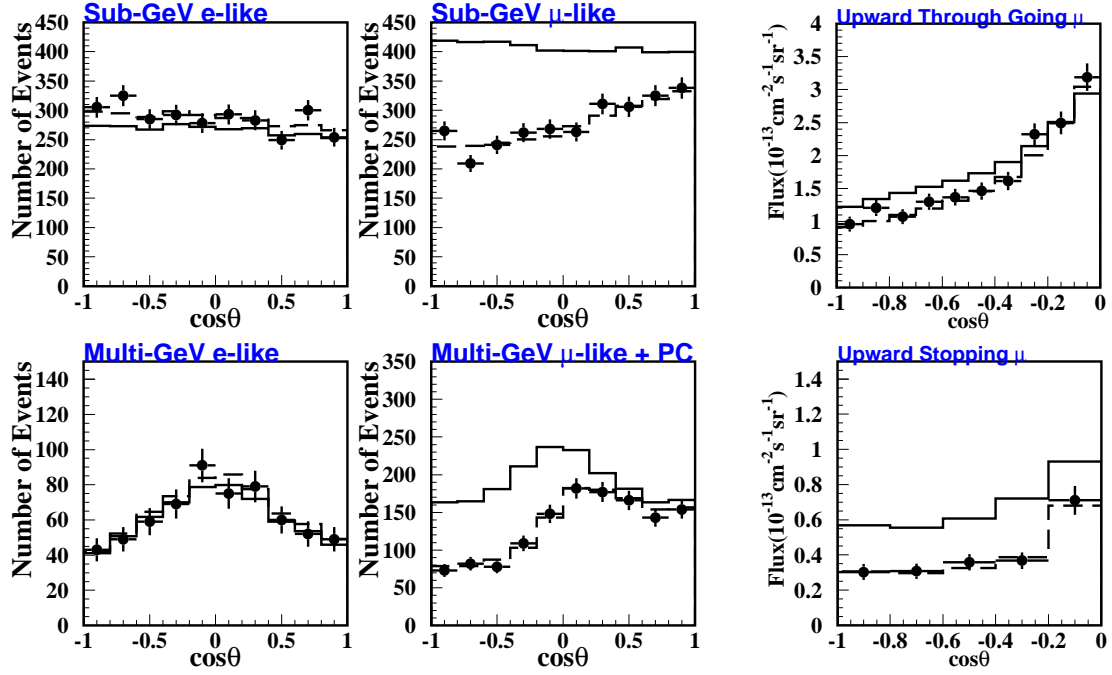 Sub-GeV e-like
Number of Events
450
400
350
300
250
200
150
100
50
0
-1 -0.5 0 0.5 1
cosθ
Sub-GeV μ-like
Number of Events
450
400
350
300
250
200
150
100
50
0
-1 -0.5 0 0.5 1
cosθ
Upward Through Going μ
Flux(10-13cm-2s-1sr-1)
4
3.5
3
2.5
2
1.5
1
0.5
0
-1 -0.8 -0.6 -0.4 -0.2 0
cosθ
Multi-GeV e-like
Number of Events
140
120
100
80
60
40
20
0
-1 -0.5 0 0.5 1
cosθ
Multi-GeV μ-like + PC
Number of Events
350
300
250
200
150
100
50
0
-1 -0.5 0 0.5 1
cosθ
Upward Stopping μ
Flux(10-13cm-2s-1sr-1)
1.4
1.2
1
0.8
0.6
0.4
0.2
0
-1 -0.8 -0.6 -0.4 -0.2 0
cosθ